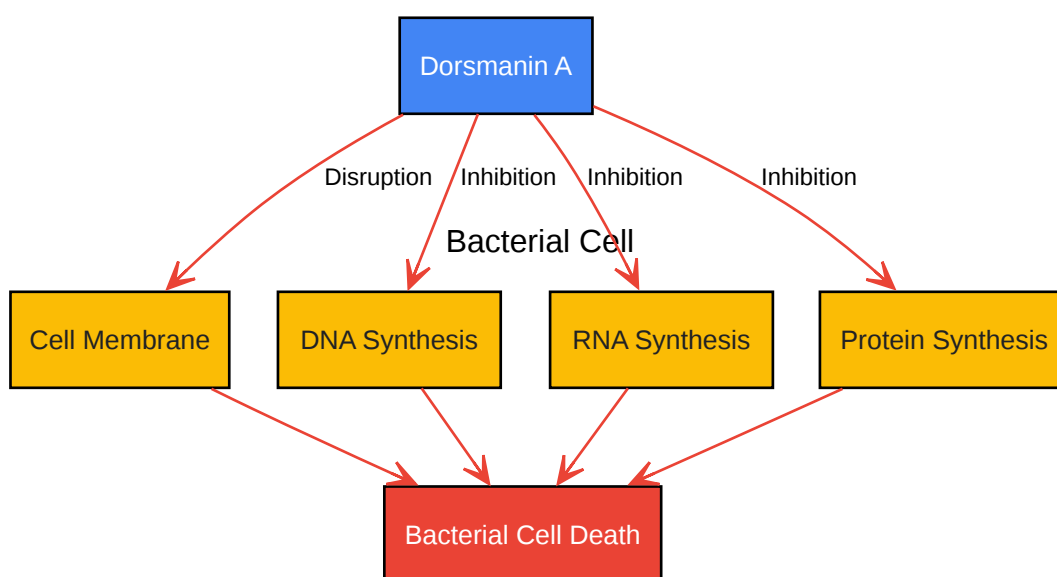 Dorsmanin A
Disruption
Inhibition
Inhibition
Inhibition
Bacterial Cell
Cell Membrane
DNA Synthesis
RNA Synthesis
Protein Synthesis
Bacterial Cell Death